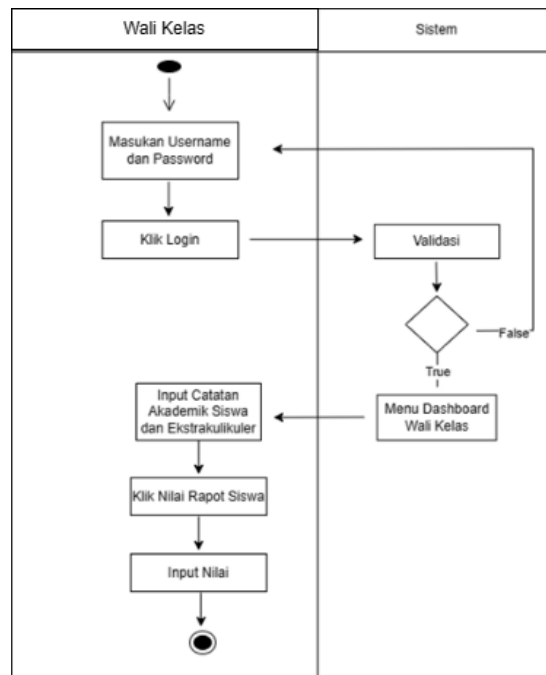 Wali Kelas
Sistem
Masukan Username
dan Password
Klik Login
Validasi
False
True
Input Catatan
Akademik Siswa
dan Ekstrakulikuler
Menu Dashboard
Wali Kelas
Klik Nilai Rapot Siswa
Input Nilai